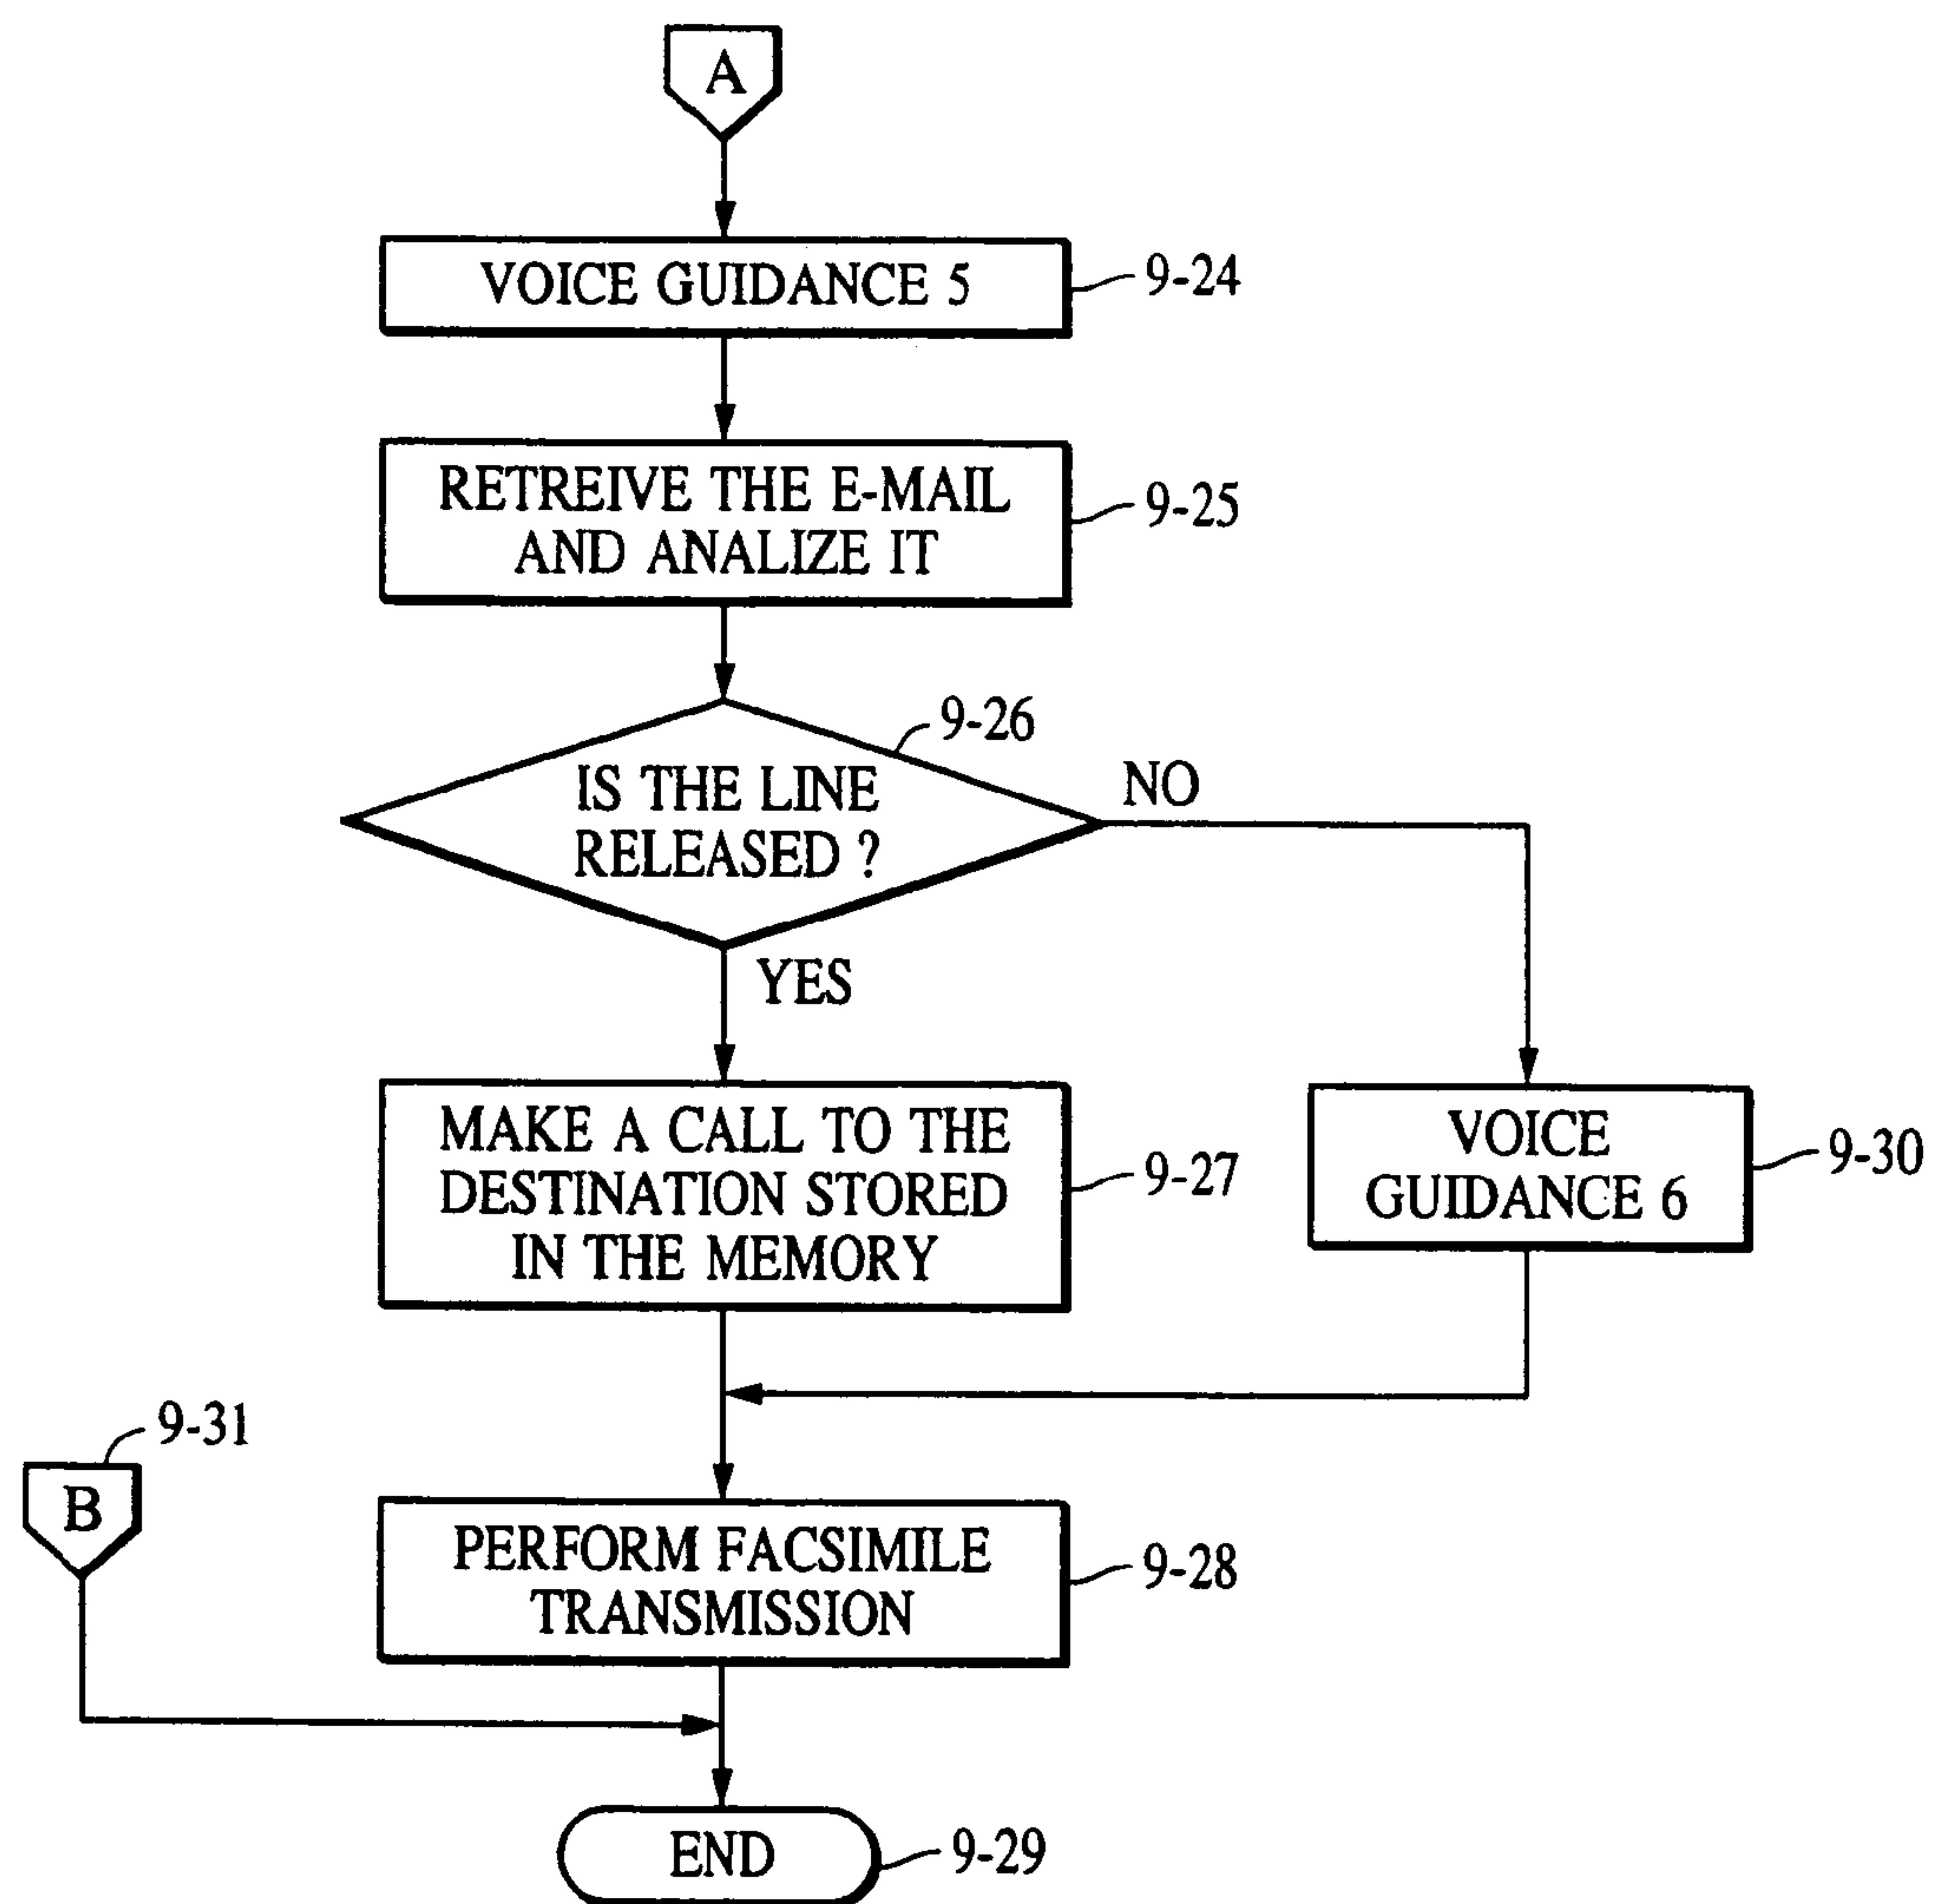 A
VOICE GUIDANCE 5
9-24
RETREIVE THE E-MAIL
AND ANALIZE IT
9-25
9-26
IS THE LINE
RELEASED ?
NO
YES
MAKE A CALL TO THE
DESTINATION STORED
IN THE MEMORY
9-27
VOICE
GUIDANCE 6
9-30
9-31
B
PERFORM FACSIMILE
TRANSMISSION
9-28
END
9-29